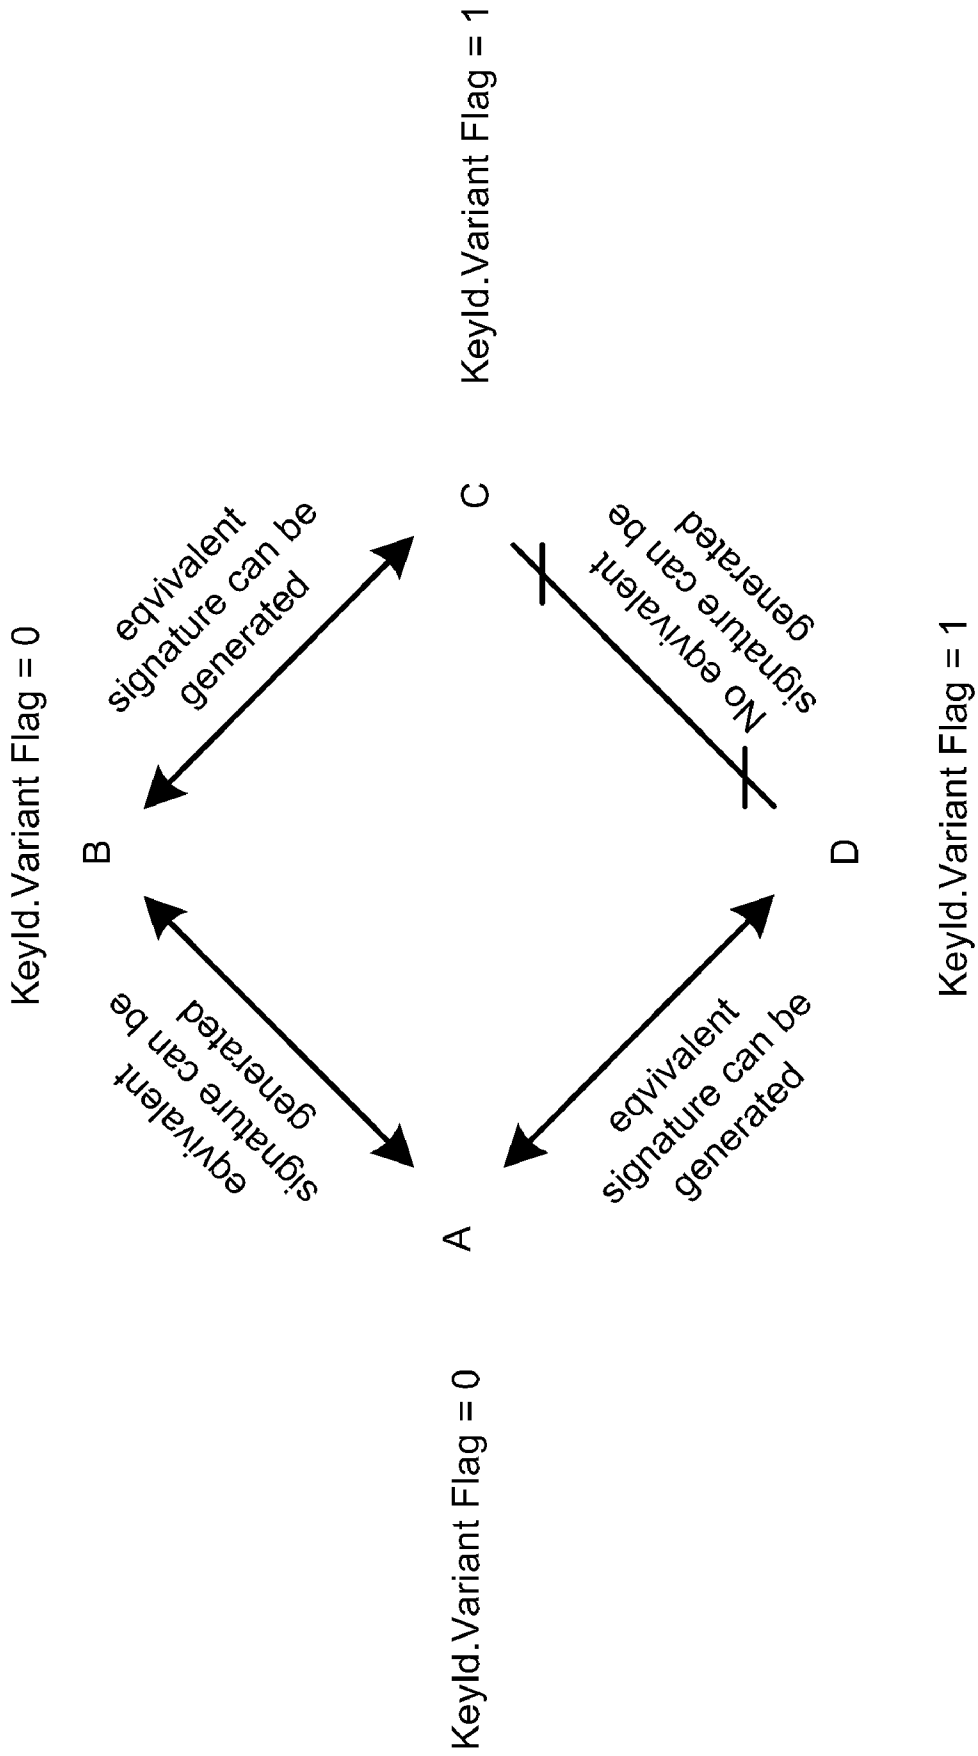 KeyId.Variant Flag = 0
B
eqvivalent
signature can be
generated
eqvivalent
signature can be
generated
KeyId.Variant Flag = 0
A
C
KeyId.Variant Flag = 1
eqvivalent
signature can be
generated
No eqvivalent
signature can be
generated
D
KeyId.Variant Flag = 1